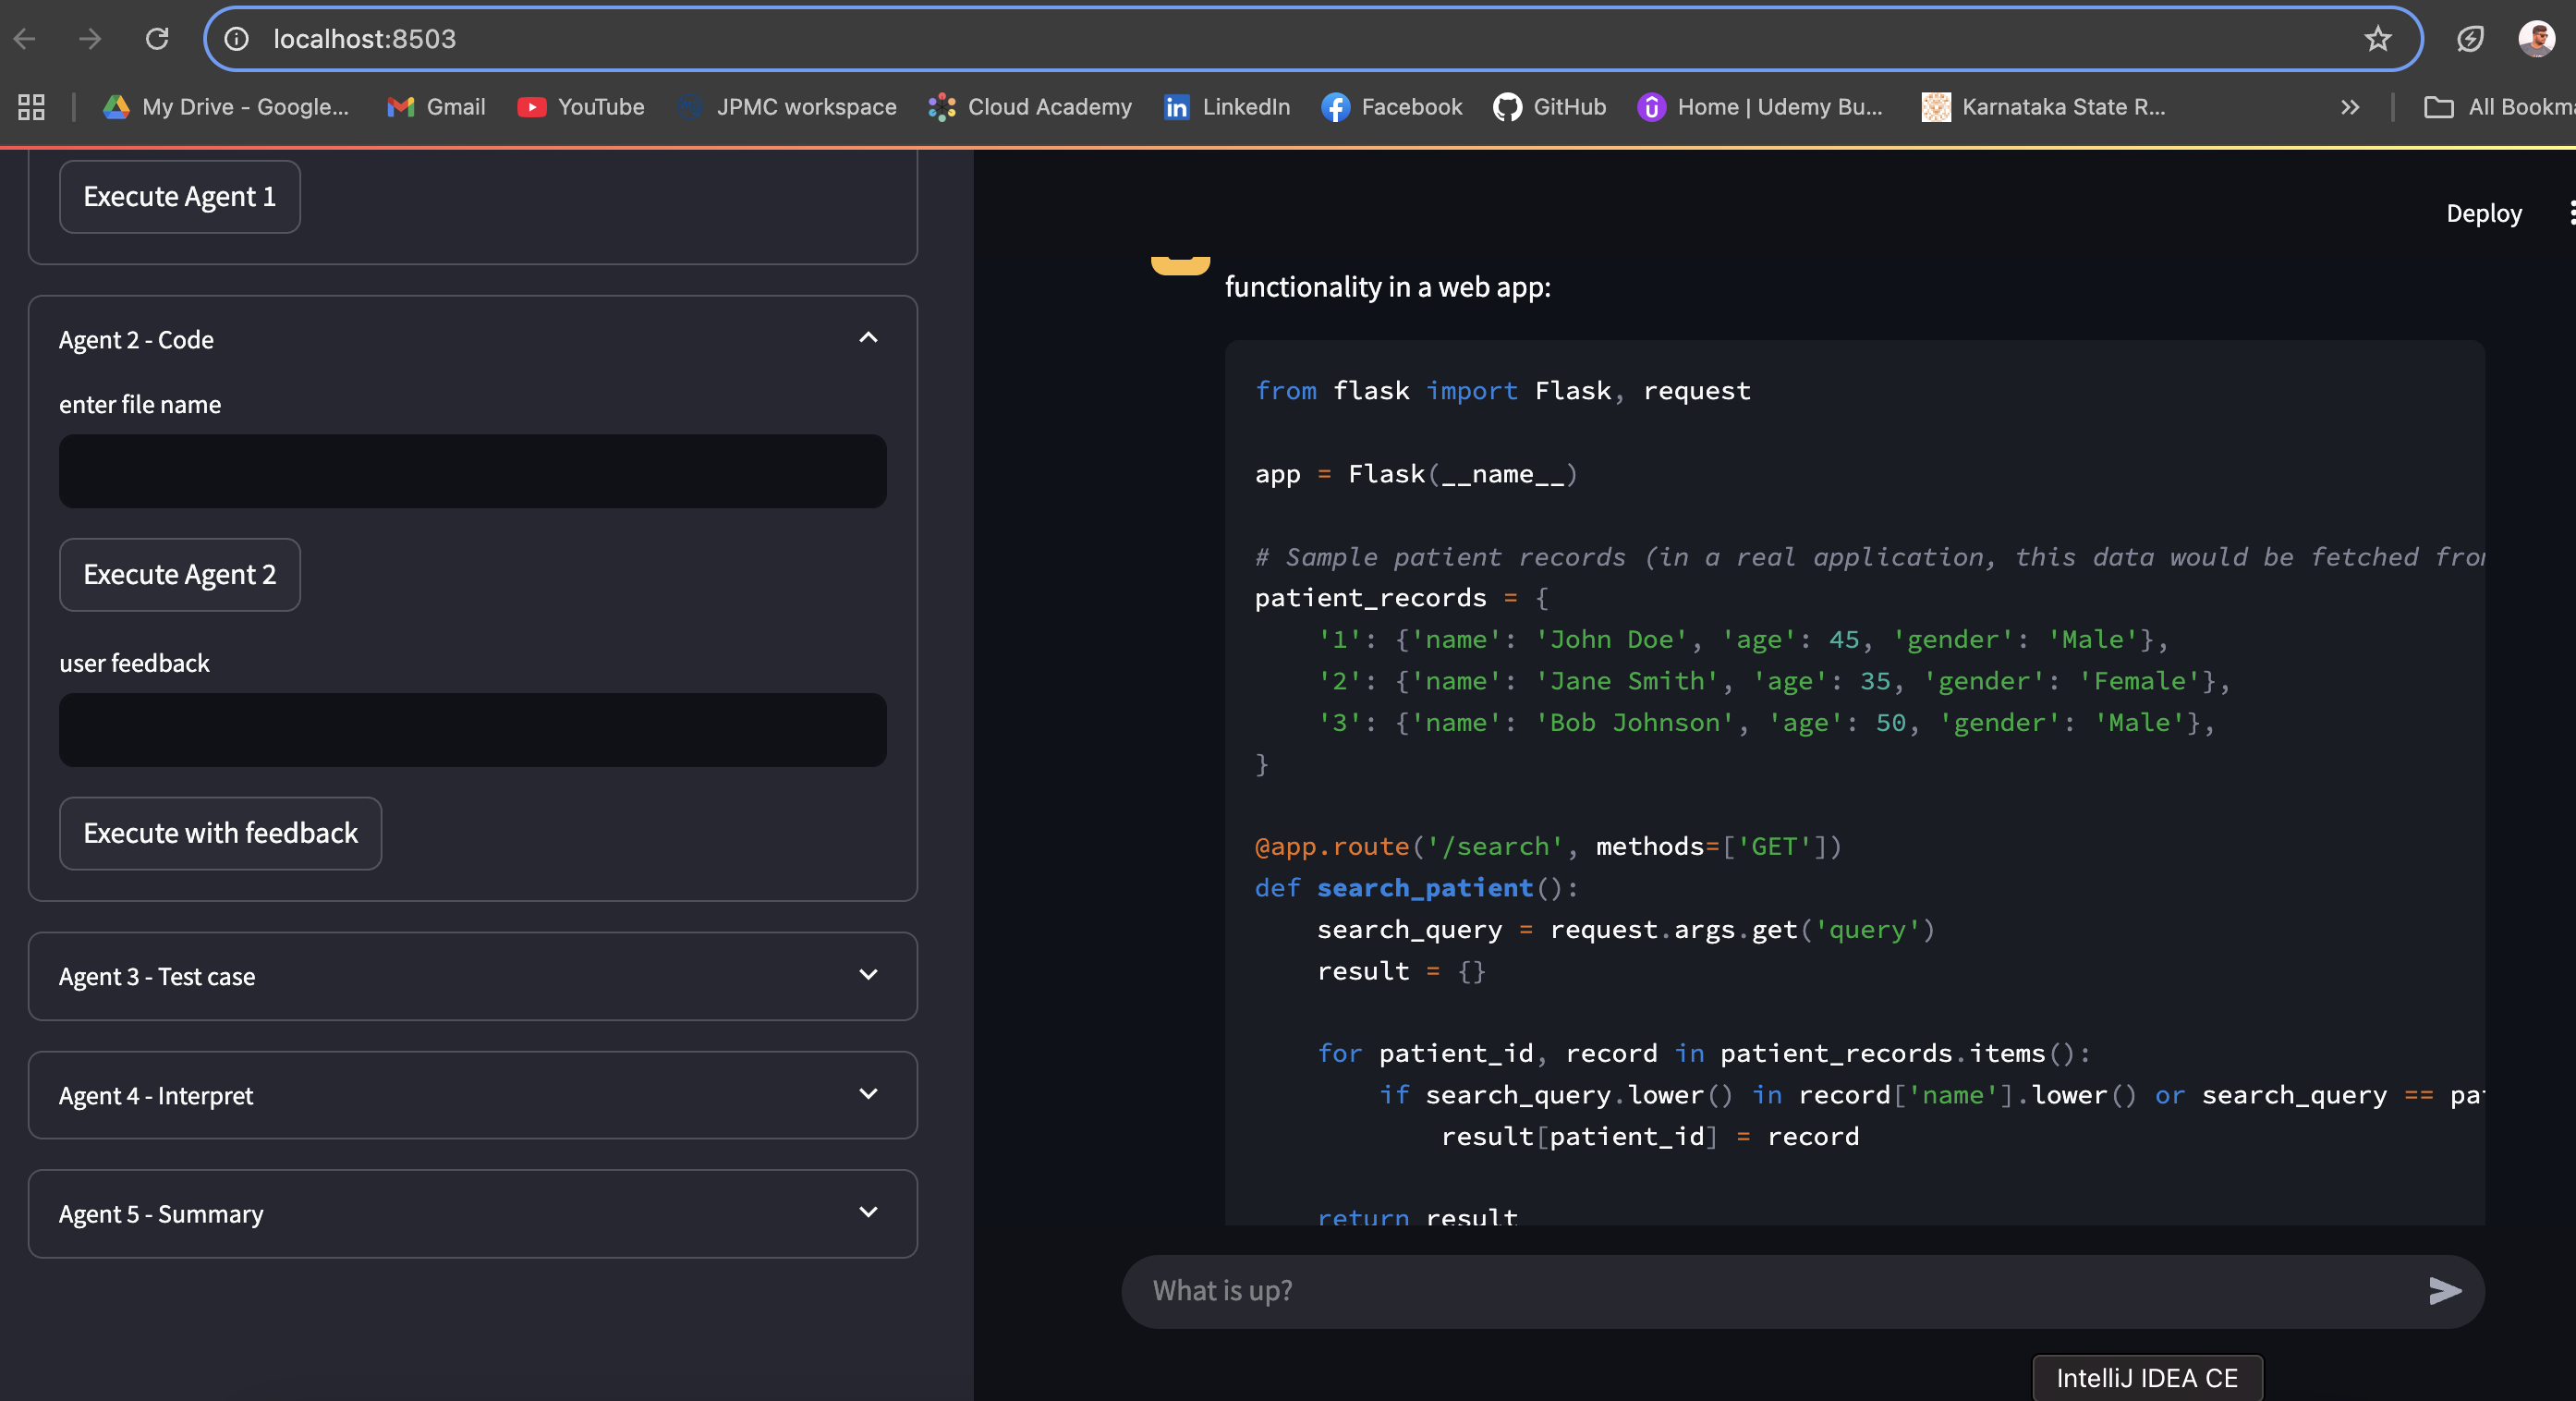 localhost:8503
My Drive - Google...
Gmail
YouTube
JPMC workspace
Cloud Academy
LinkedIn
Facebook
GitHub
Home | Udemy Bu...
Karnataka State R...
All Bookma
Execute Agent 1
Agent 2 - Code
enter file name
Execute Agent 2
user feedback
Execute with feedback
Agent 3 - Test case
Agent 4 - Interpret
Agent 5 - Summary
Deploy
functionality in a web app:
from flask import Flask, request
app = Flask(__name__)
# Sample patient records (in a real application, this data would be fetched from
patient_records = {
    '1': {'name': 'John Doe', 'age': 45, 'gender': 'Male'},
    '2': {'name': 'Jane Smith', 'age': 35, 'gender': 'Female'},
    '3': {'name': 'Bob Johnson', 'age': 50, 'gender': 'Male'},
}
@app.route('/search', methods=['GET'])
def search_patient():
    search_query = request.args.get('query')
    result = {}
    for patient_id, record in patient_records.items():
        if search_query.lower() in record['name'].lower() or search_query == pat
            result[patient_id] = record
    return result
What is up?
IntelliJ IDEA CE